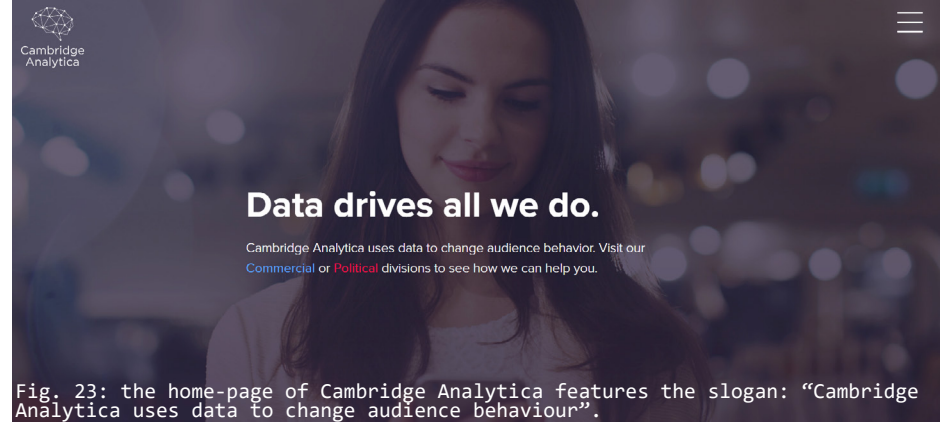 Cambridge
Analytica
Data drives all we do.
Cambridge Analytica uses data to change audience behavior. Visit our
Commercial or Political divisions to see how we can help you.
Fig. 23: the home-page of Cambridge Analytica features the slogan: “Cambridge
Analytica uses data to change audience behaviour”.